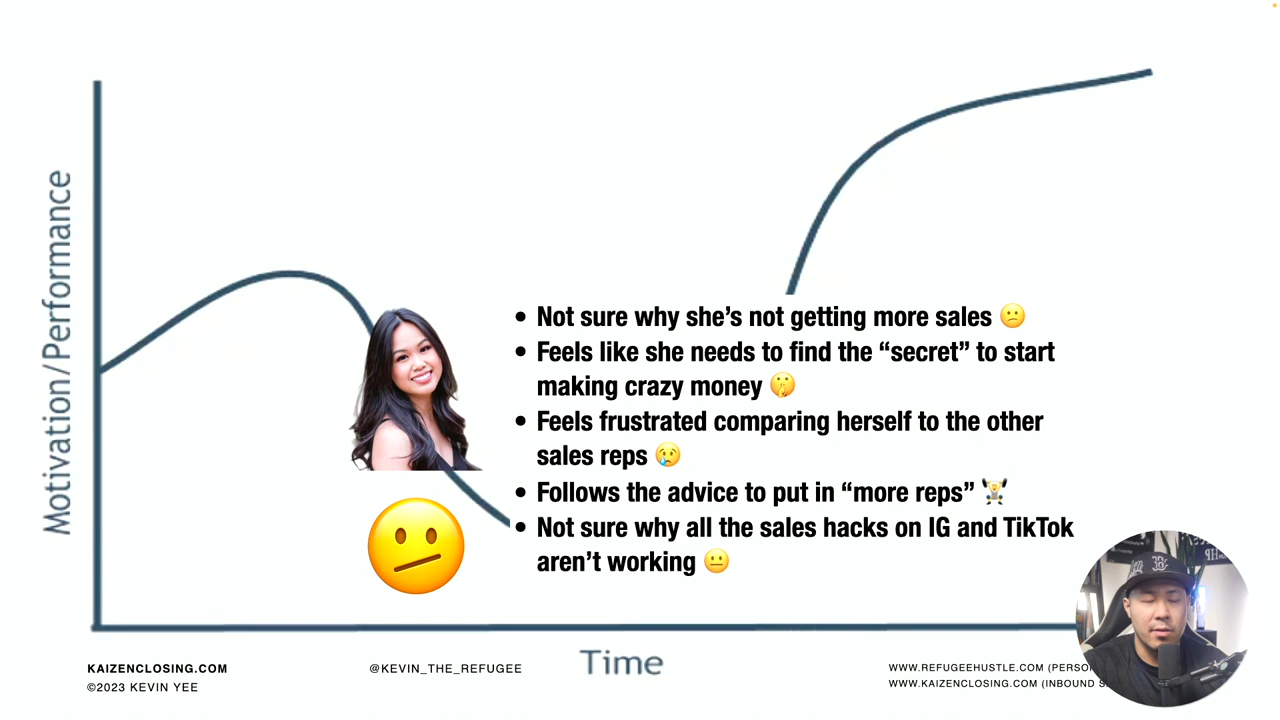 Motivation/Performance
• Not sure why she’s not getting more sales 😕
• Feels like she needs to find the “secret” to start
making crazy money 🤫
• Feels frustrated comparing herself to the other
sales reps 😢
• Follows the advice to put in “more reps” 🏋️
• Not sure why all the sales hacks on IG and TikTok
aren’t working 😐
Time
KAIZENCLOSING.COM
©2023 KEVIN YEE
@KEVIN_THE_REFUGEE
WWW.REFUGEEHUSTLE.COM
WWW.KAIZENCLOSING.COM (INBOUND